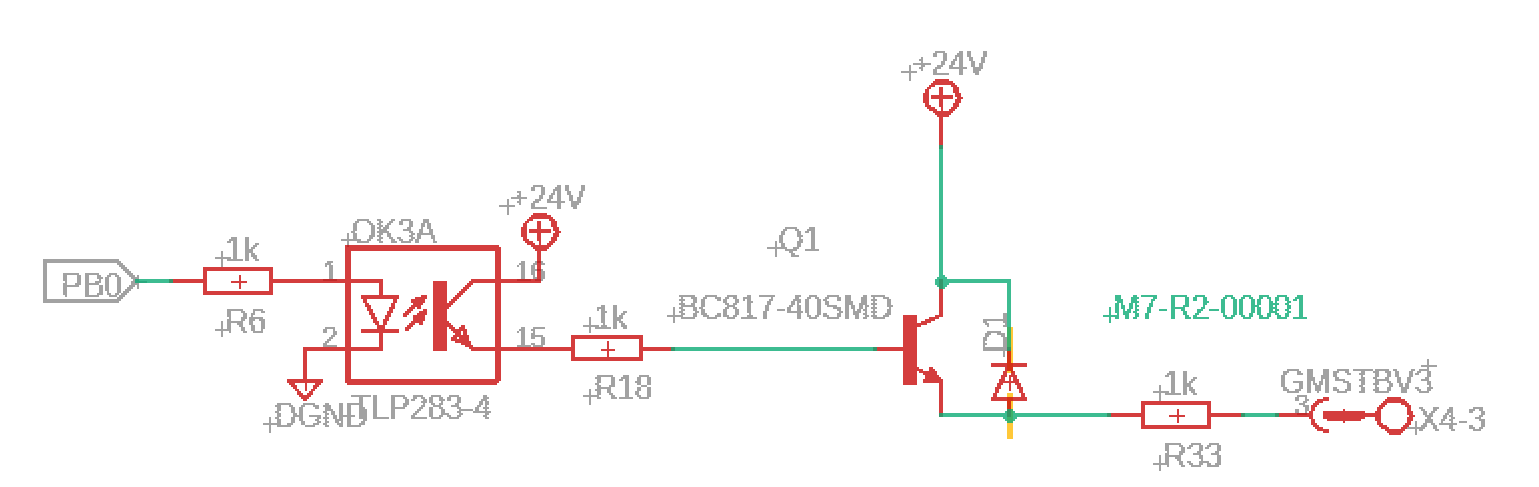 +24V
+24V
Q1
OK3A
1k
1
16
PB0
BC817-40SMD
M7-R2-00001
1k
R6
2
15
D1
R18
1k
GMSTBV3
3
X4-3
DGND
TLP283-4
R33